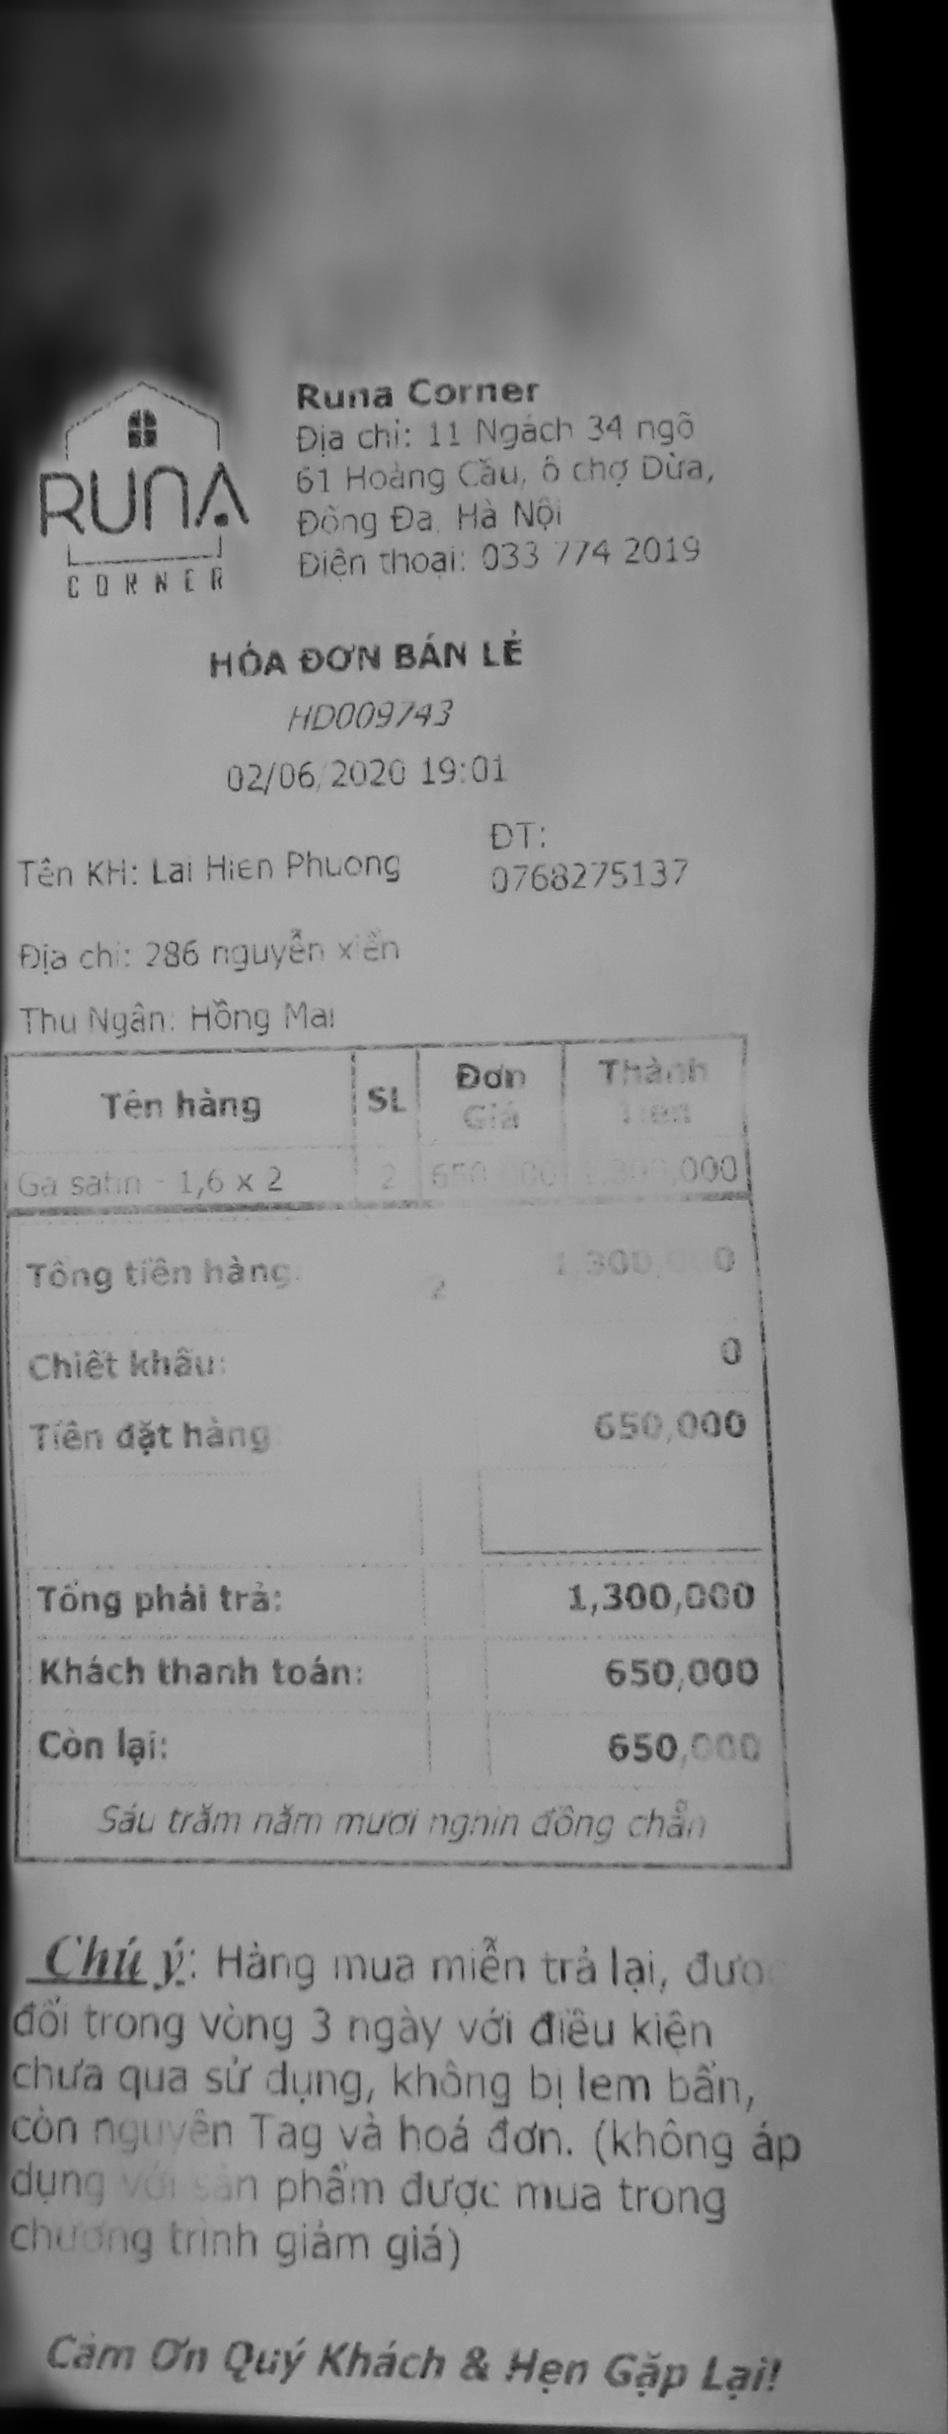 RUNA
CORNER
Runa Corner
Địa chỉ: 11 Ngách 34 ngõ
61 Hoàng Cầu, ô chợ Dừa,
Đống Đa, Hà Nội
Điện thoại: 033 774 2019
HÓA ĐƠN BÁN LẺ
HD009743
02/06/2020 19:01
Tên KH: Lai Hien Phuong
ĐT:
0768275137
Địa chỉ: 286 nguyễn xiển
Thu Ngân: Hồng Mai
Tên hàng SL Đơn Giá Thành Tiền
Ga satin - 1,6 x 2 2 650,000 1,300,000
Tổng tiền hàng: 2 1,300,000
Chiết khấu: 0
Tiền đặt hàng 650,000
Tổng phải trả: 1,300,000
Khách thanh toán: 650,000
Còn lại: 650,000
Sáu trăm năm mươi nghìn đồng chẵn
Chú ý: Hàng mua miễn trả lại, được
đổi trong vòng 3 ngày với điều kiện
chưa qua sử dụng, không bị lem bẩn,
còn nguyên Tag và hoá đơn. (không áp
dụng với sản phẩm được mua trong
chương trình giảm giá)
Cảm Ơn Quý Khách & Hẹn Gặp Lại!